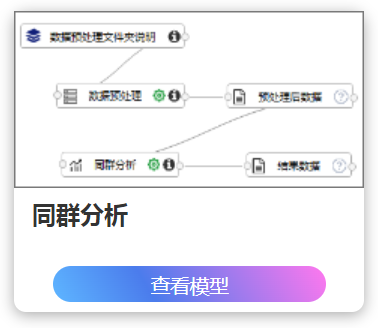 数据预处理文件夹说明
数据预处理
预处理后数据
同群分析
结果数据
同群分析
查看模型